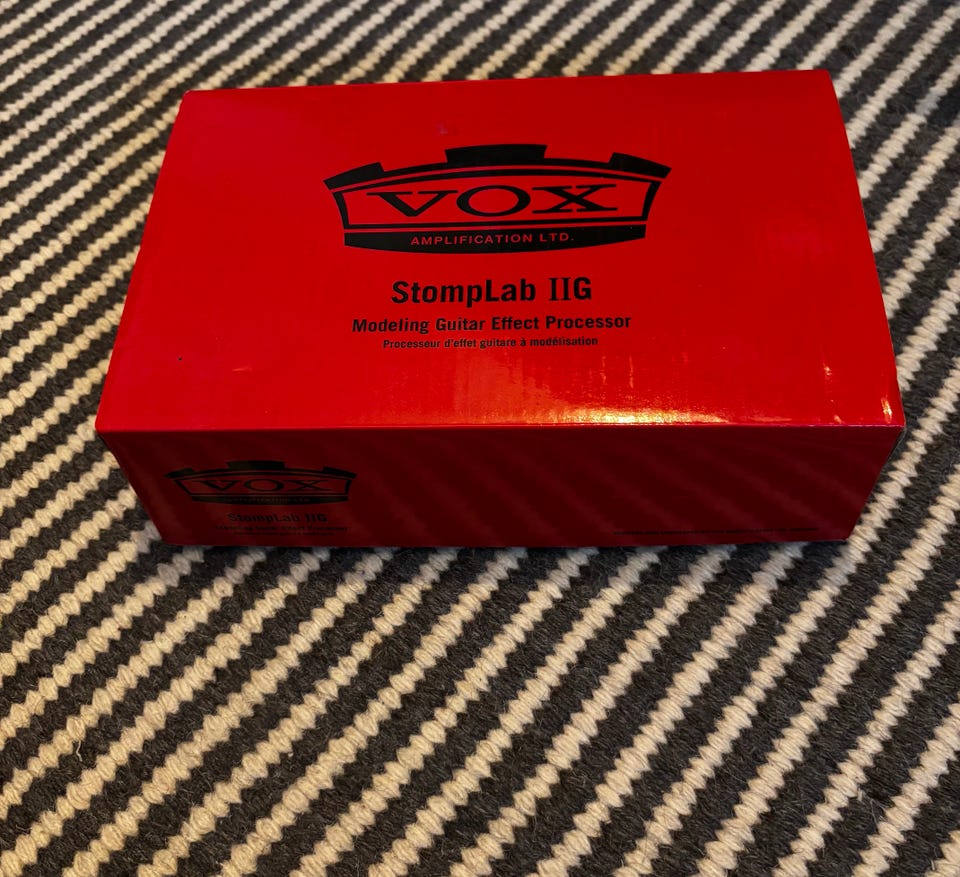 VOX
AMPLIFICATION LTD.
StompLab IIG
Modeling Guitar Effect Processor
Processeur d'effet guitare à modélisation
VOX
StompLab IIG